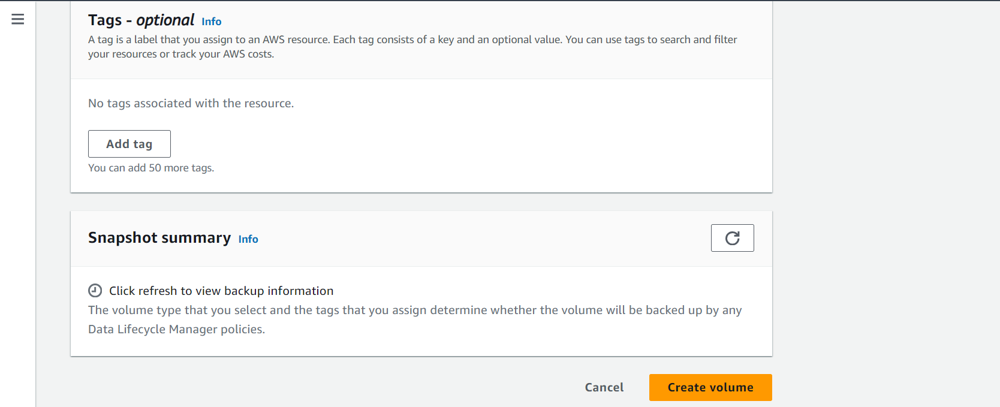 Tags - optional Info
A tag is a label that you assign to an AWS resource. Each tag consists of a key and an optional value. You can use tags to search and filter
your resources or track your AWS costs.
No tags associated with the resource.
Add tag
You can add 50 more tags.
Snapshot summary Info
Click refresh to view backup information
The volume type that you select and the tags that you assign determine whether the volume will be backed up by any
Data Lifecycle Manager policies.
Cancel Create volume